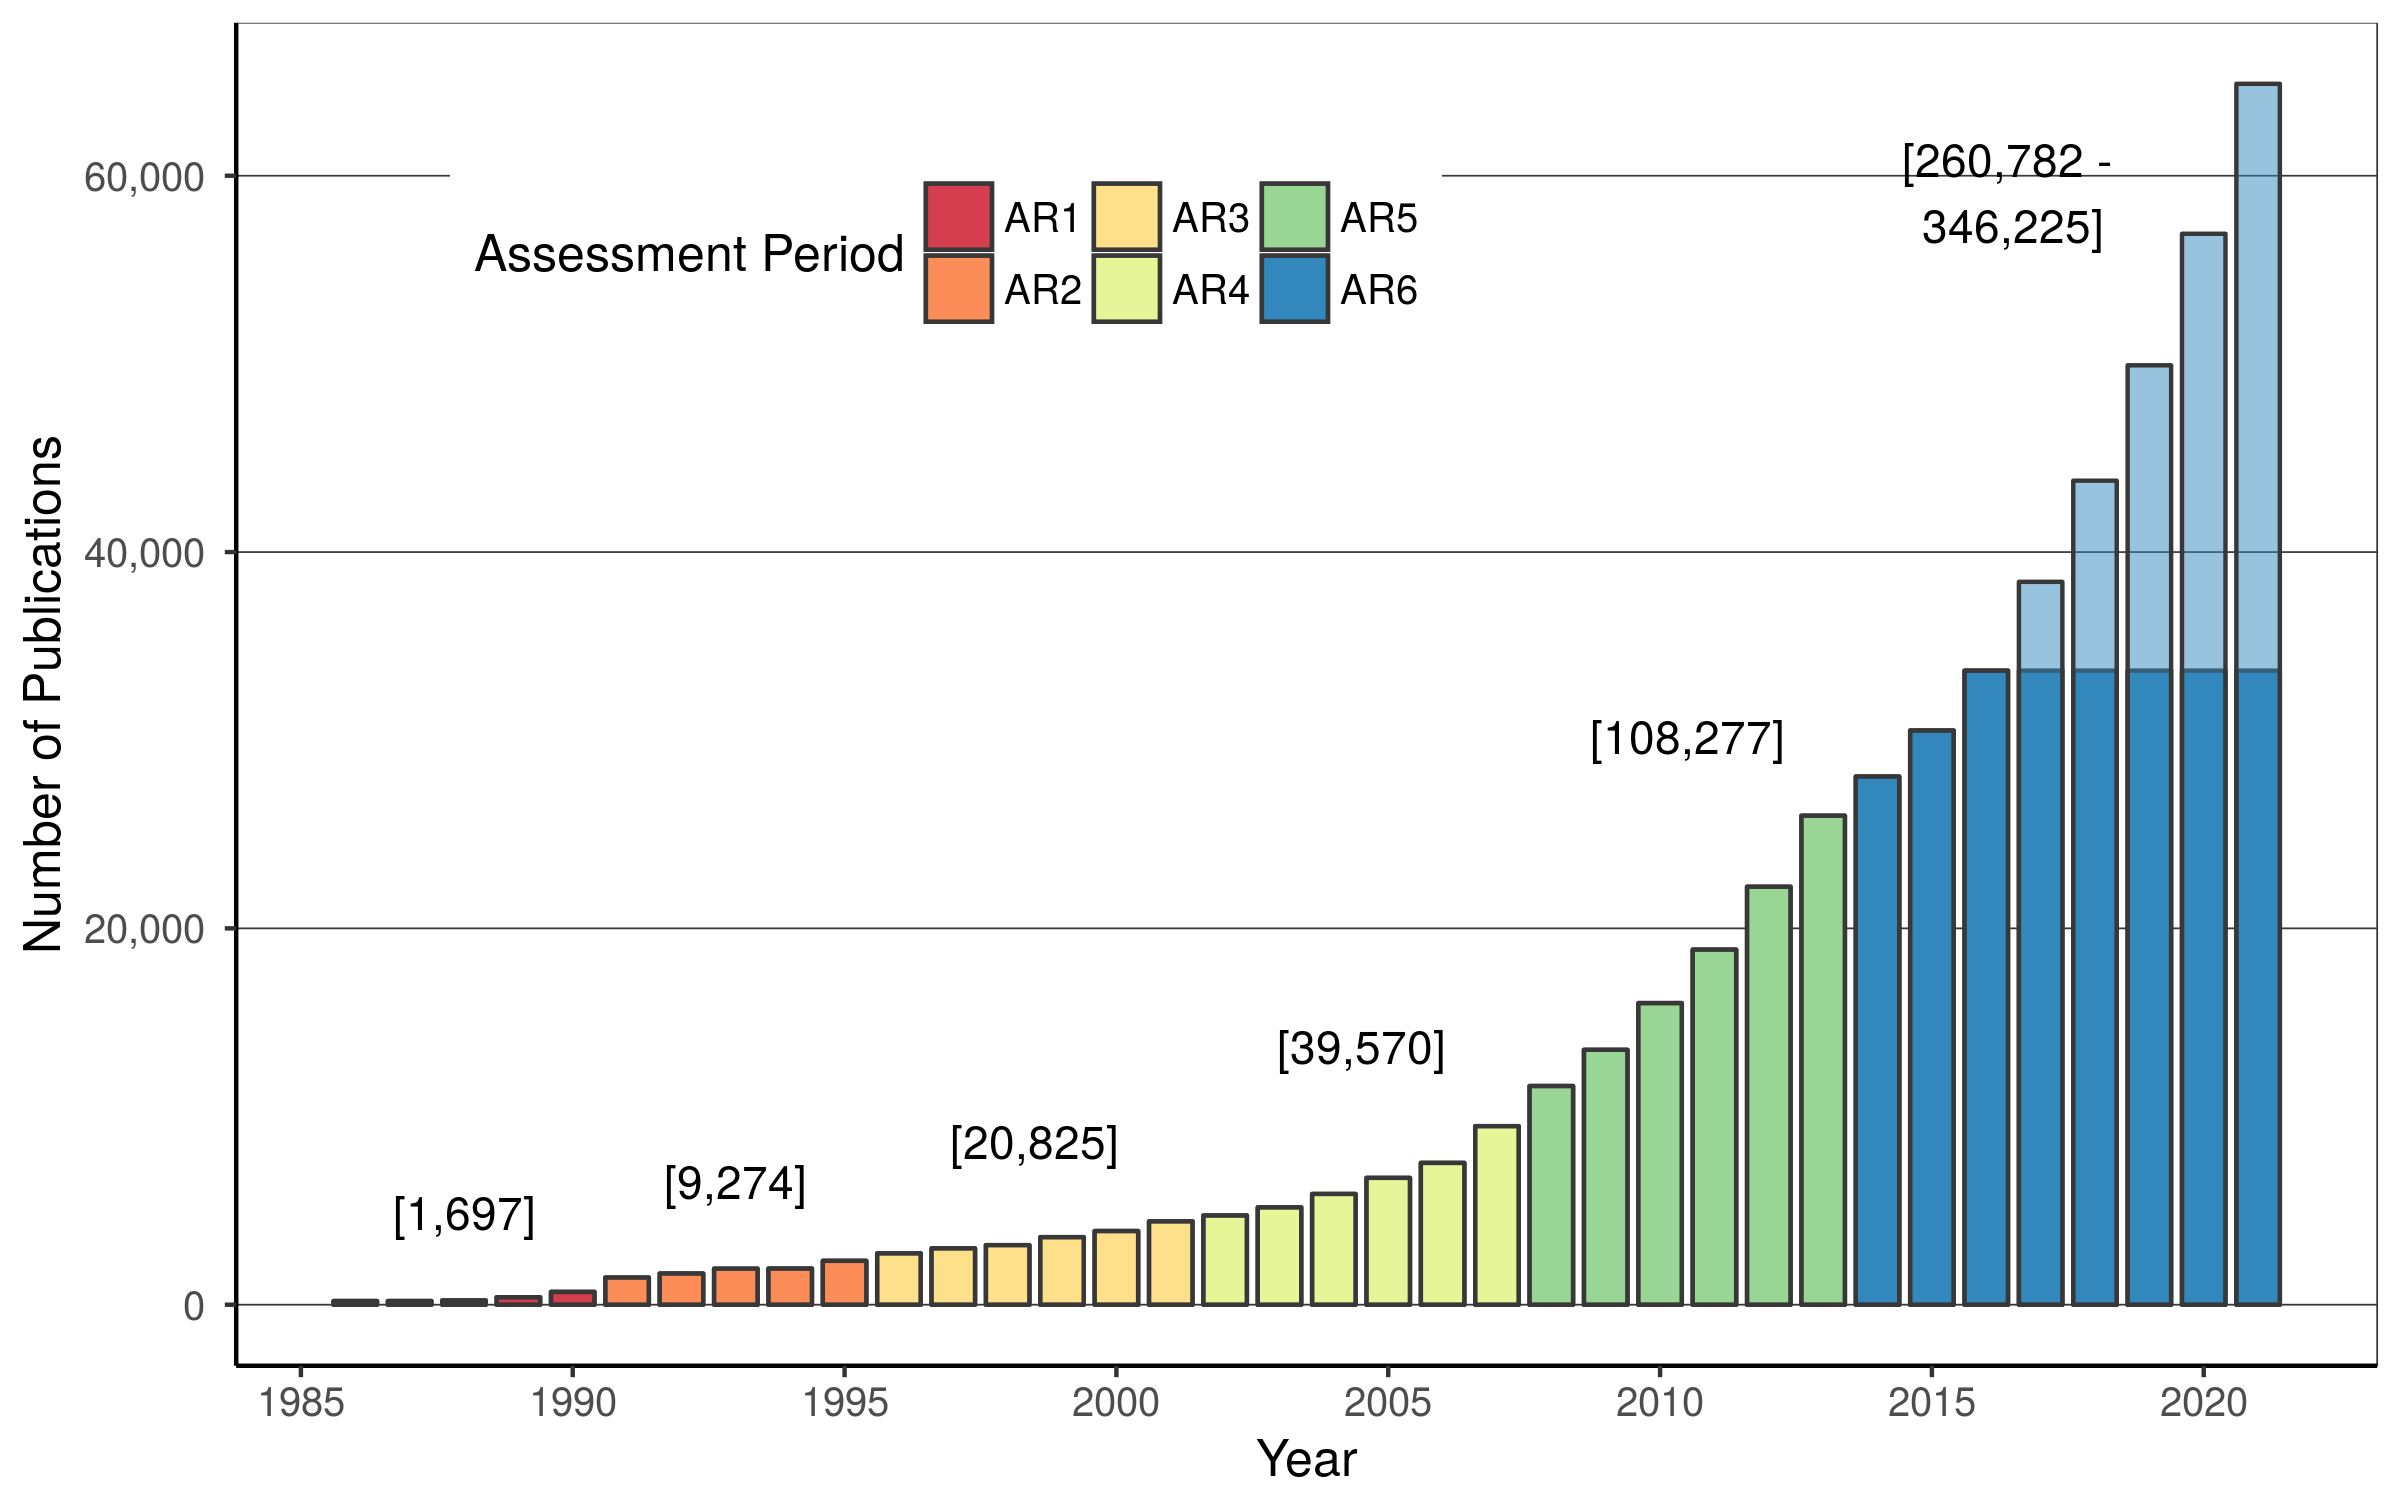 60,000
40,000
20,000
0
Number of Publications
Assessment Period
AR1 AR3 AR5
AR2 AR4 AR6
[260,782 -
346,225]
[108,277]
[39,570]
[20,825]
[9,274]
[1,697]
1985 1990 1995 2000 2005 2010 2015 2020
Year